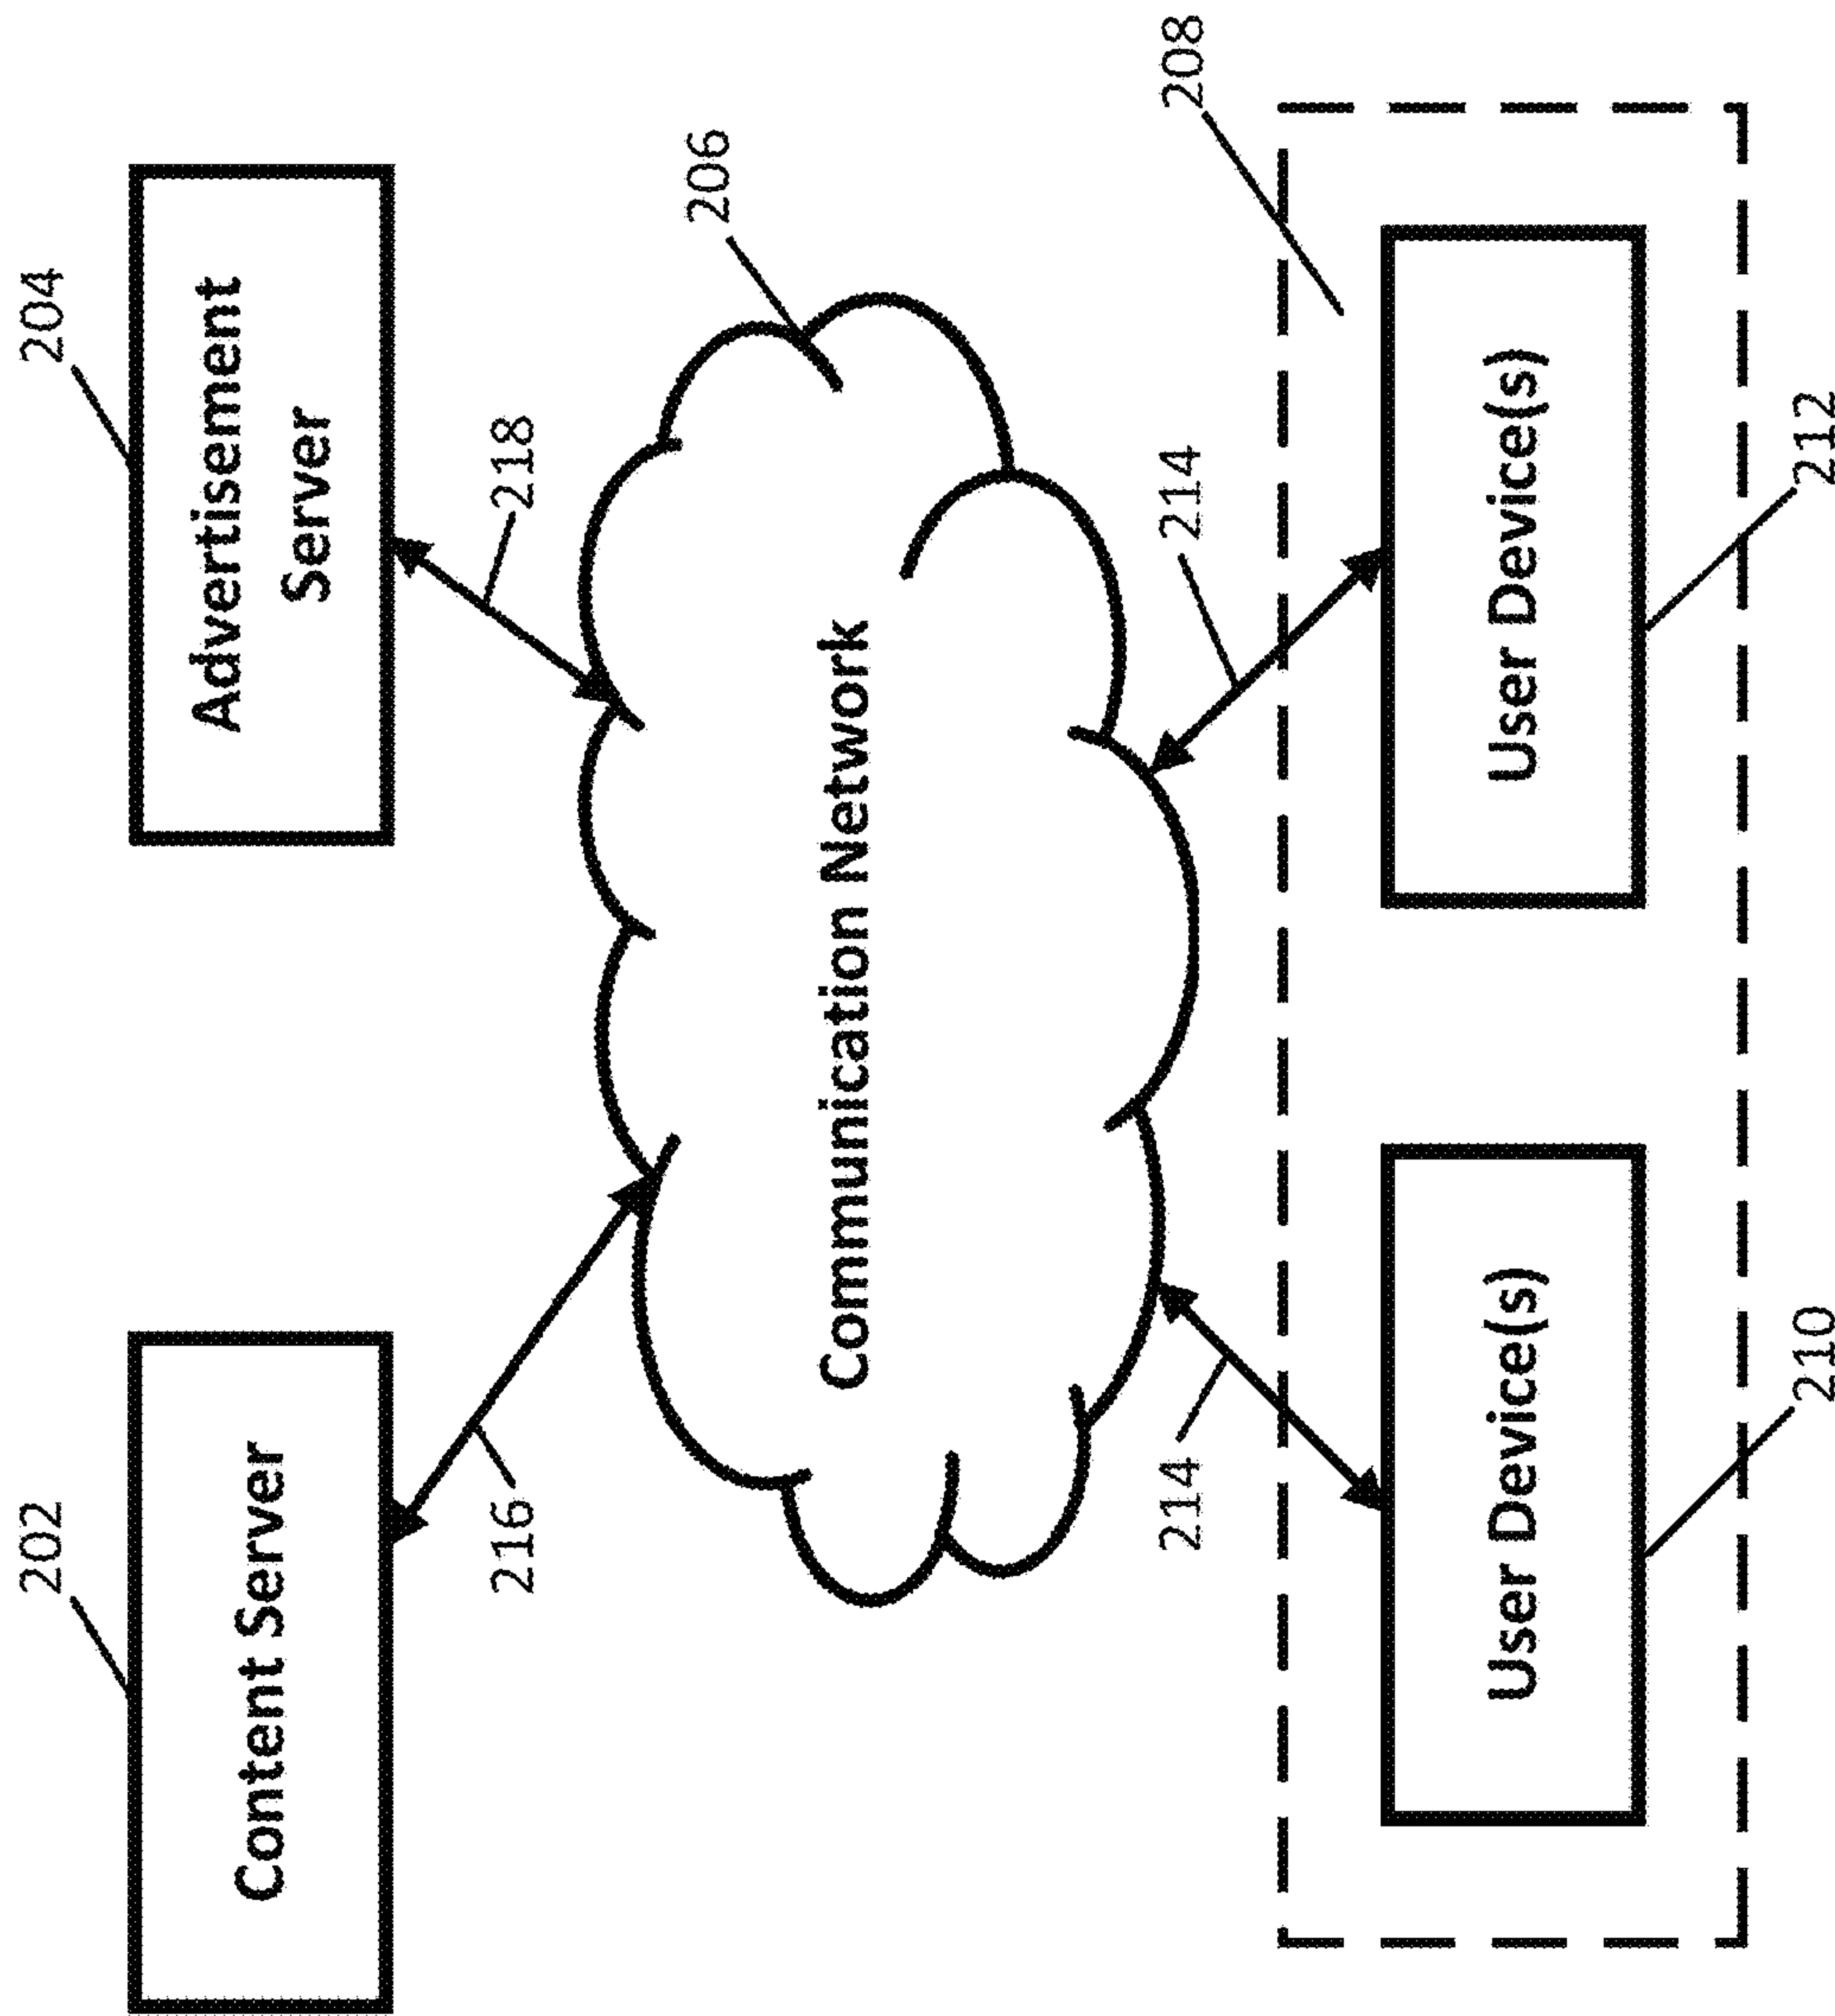 202
204
Content Server
Advertisement
Server
216
218
206
Communication Network
214
214
208
User Device(s)
User Device(s)
210
212